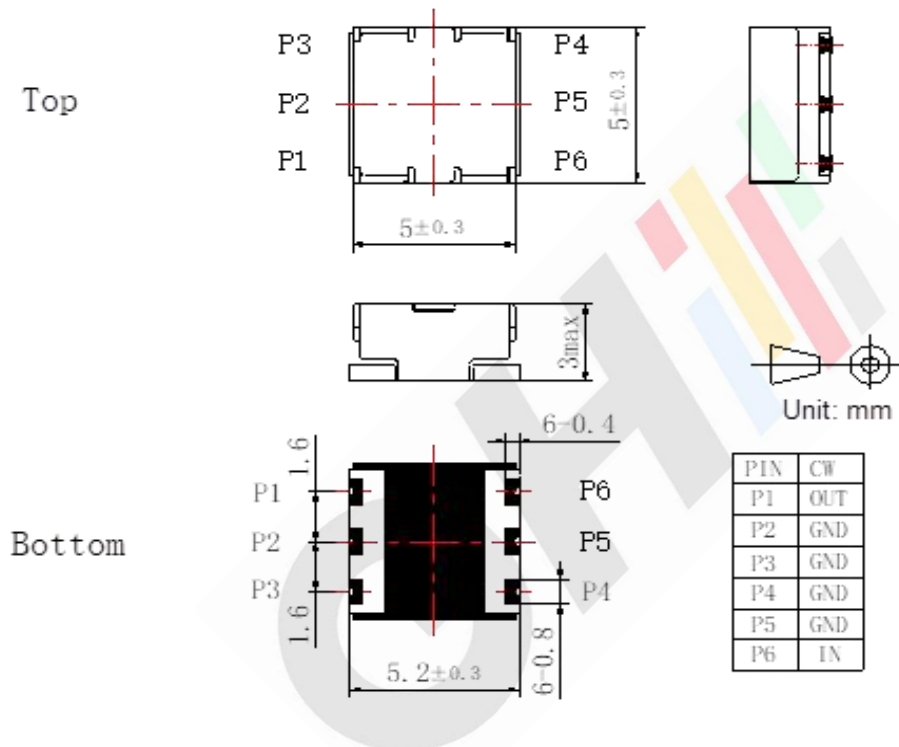 Top
P3 P4
P2 P5
P1 P6
5±0.3
5±0.3
3max
Unit: mm
Bottom
1.6
1.6
6-0.4
P1 P6
P2 P5
P3 P4
6-0.8
5.2±0.3
PIN CW
P1 OUT
P2 GND
P3 GND
P4 GND
P5 GND
P6 IN